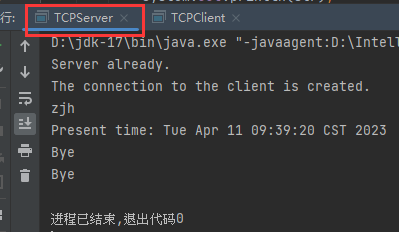 行: TCPServer × TCPClient ×
D:\jdk-17\bin\java.exe "-javaagent:D:\Intell
Server already.
The connection to the client is created.
zjh
Present time: Tue Apr 11 09:39:20 CST 2023
Bye
Bye
进程已结束,退出代码0